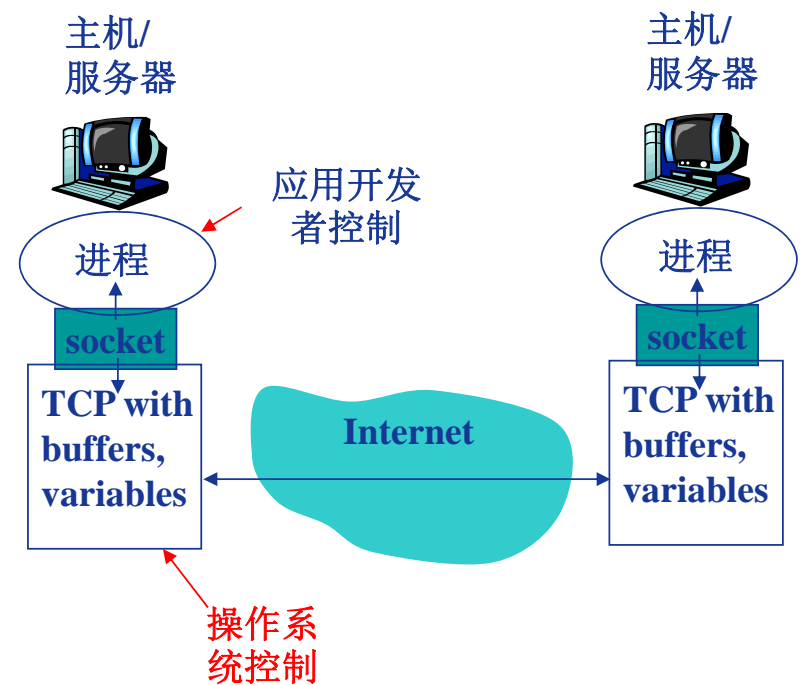 主机/
服务器
主机/
服务器
应用开发
者控制
进程
进程
socket
socket
TCP with
buffers,
variables
Internet
TCP with
buffers,
variables
操作系
统控制